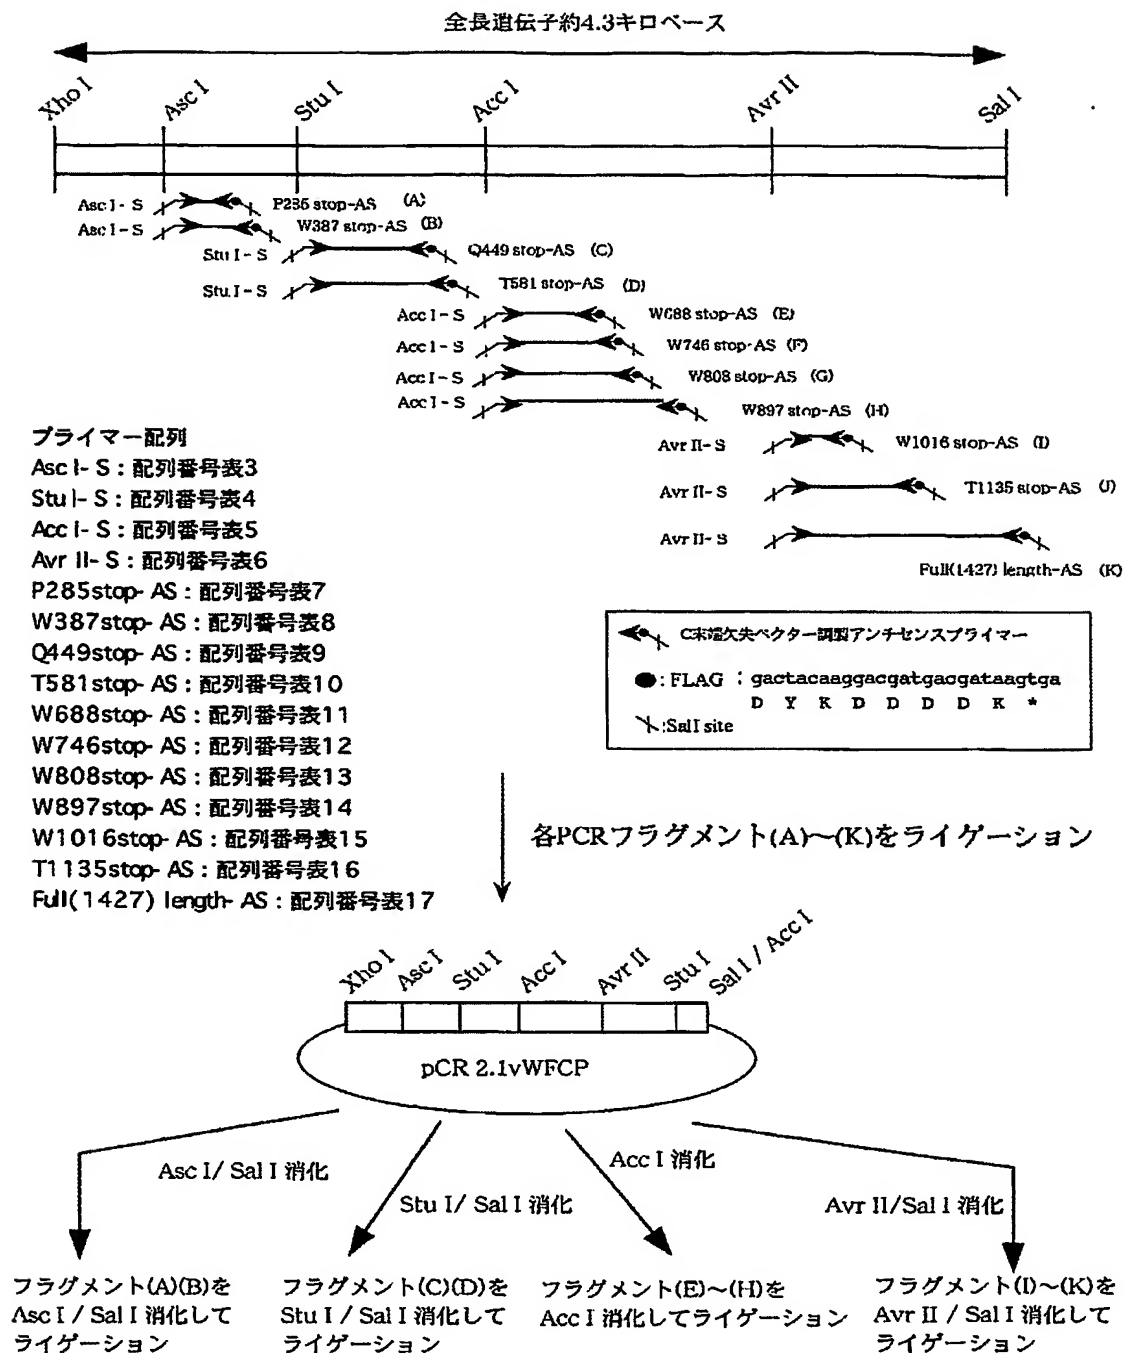 全長遺伝子約4.3キロベース
Xho I
Asc I
Stu I
Acc I
Avr II
Sal I
Asc I - S
P285 stop-AS (A)
Asc I - S
W387 stop-AS (B)
Stu I - S
Q449 stop-AS (C)
Stu I - S
T581 stop-AS (D)
Acc I - S
W688 stop-AS (E)
Acc I - S
W746 stop-AS (F)
Acc I - S
W808 stop-AS (G)
Acc I - S
W897 stop-AS (H)
Avr II - S
W1016 stop-AS (I)
Avr II - S
T1135 stop-AS (J)
Avr II - S
Full(1427) length-AS (K)
プライマー配列
Asc I- S : 配列番号表3
Stu I- S : 配列番号表4
Acc I- S : 配列番号表5
Avr II- S : 配列番号表6
P285stop- AS : 配列番号表7
W387stop- AS : 配列番号表8
Q449stop- AS : 配列番号表9
T581stop- AS : 配列番号表10
W688stop- AS : 配列番号表11
W746stop- AS : 配列番号表12
W808stop- AS : 配列番号表13
W897stop- AS : 配列番号表14
W1016stop- AS : 配列番号表15
T1135stop- AS : 配列番号表16
Full(1427) length- AS : 配列番号表17
C末端欠失ベクター調製アンチセンスプライマー
: FLAG : gactacaaggacgatgacgataagtga
D Y K D D D D K *
:SalI site
各PCRフラグメント(A)〜(K)をライゲーション
Xho I
Asc I
Stu I
Acc I
Avr II
Stu I
Sal I / Acc I
pCR 2.1vWFCP
Asc I/ Sal I 消化
Stu I/ Sal I 消化
Acc I 消化
Avr II/Sal I 消化
フラグメント(A)(B)を
Asc I / Sal I 消化して
ライゲーション
フラグメント(C)(D)を
Stu I / Sal I 消化して
ライゲーション
フラグメント(E)〜(H)を
Acc I 消化してライゲーション
フラグメント(I)〜(K)を
Avr II / Sal I 消化して
ライゲーション